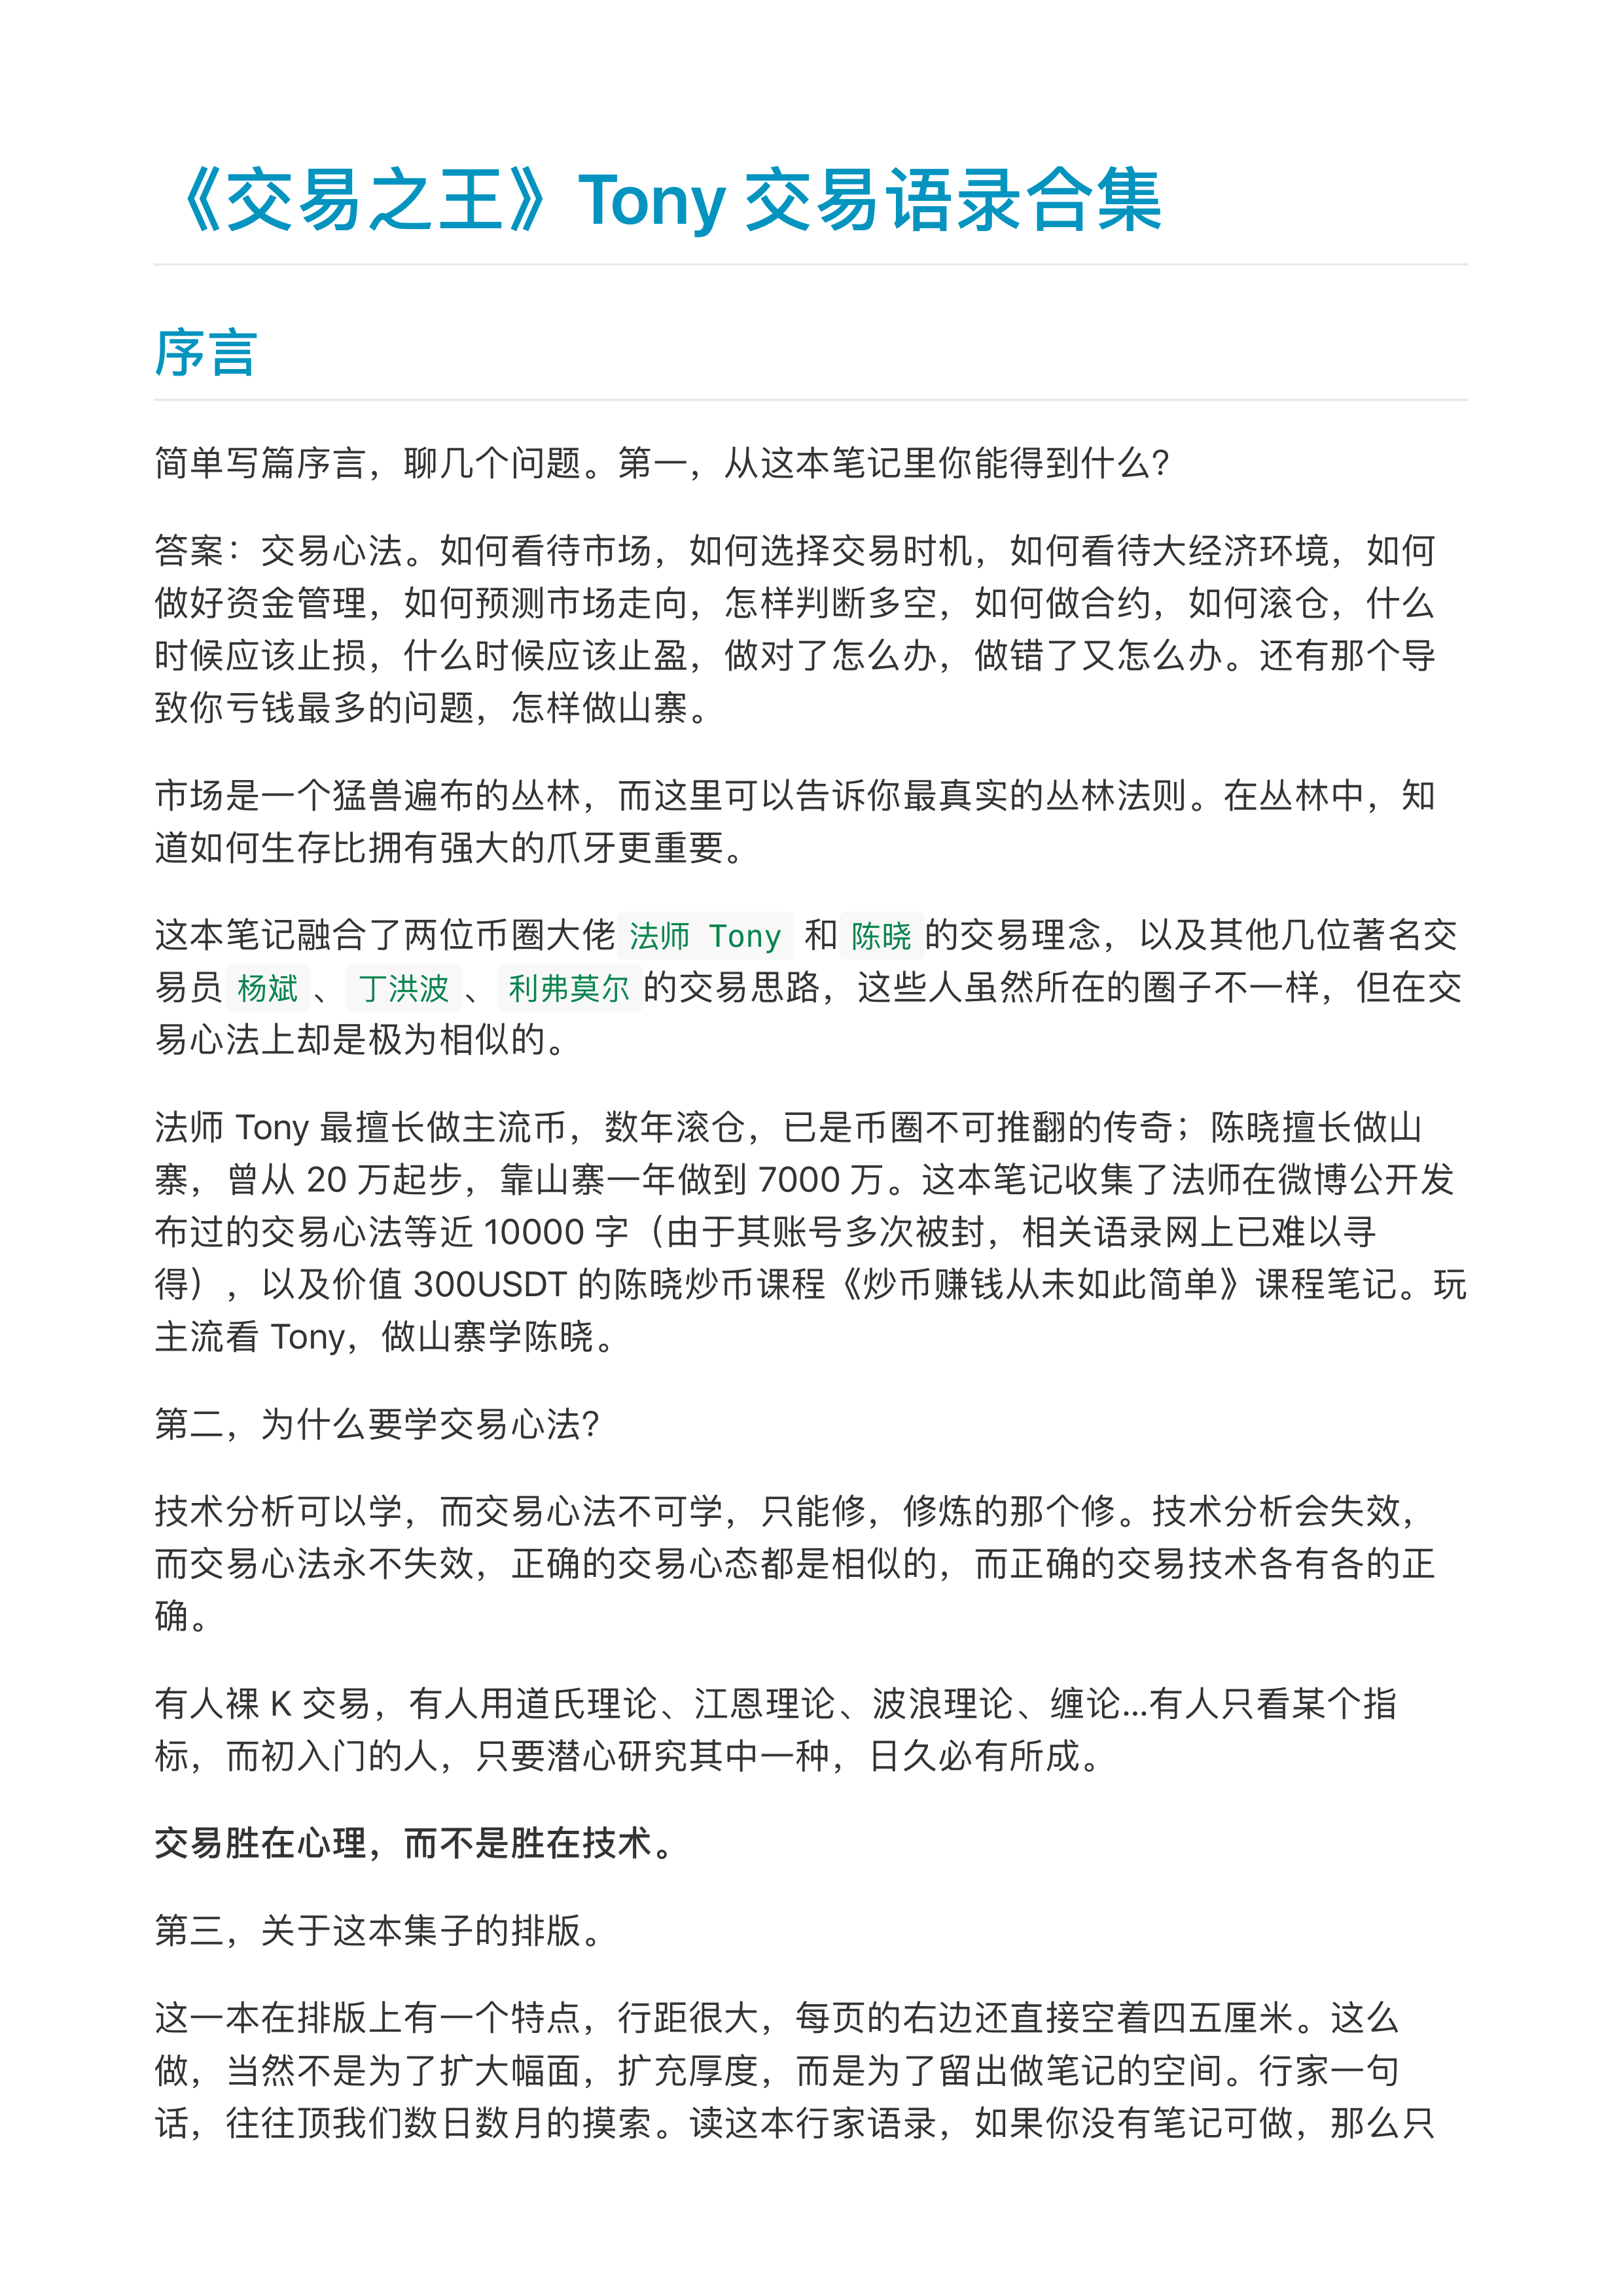 《交易之王》Tony 交易语录合集
序言
简单写篇序言，聊几个问题。第一，从这本笔记里你能得到什么？
答案：交易心法。如何看待市场，如何选择交易时机，如何看待大经济环境，如何
做好资金管理，如何预测市场走向，怎样判断多空，如何做合约，如何滚仓，什么
时候应该止损，什么时候应该止盈，做对了怎么办，做错了又怎么办。还有那个导
致你亏钱最多的问题，怎样做山寨。
市场是一个猛兽遍布的丛林，而这里可以告诉你最真实的丛林法则。在丛林中，知
道如何生存比拥有强大的爪牙更重要。
这本笔记融合了两位币圈大佬 法师 Tony 和 陈晓 的交易理念，以及其他几位著名交
易员 杨斌 、 丁洪波 、 利弗莫尔 的交易思路，这些人虽然所在的圈子不一样，但在交
易心法上却是极为相似的。
法师 Tony 最擅长做主流币，数年滚仓，已是币圈不可推翻的传奇；陈晓擅长做山
寨，曾从 20 万起步，靠山寨一年做到 7000 万。这本笔记收集了法师在微博公开发
布过的交易心法等近 10000 字（由于其账号多次被封，相关语录网上已难以寻
得），以及价值 300USDT 的陈晓炒币课程《炒币赚钱从未如此简单》课程笔记。玩
主流看 Tony，做山寨学陈晓。
第二，为什么要学交易心法？
技术分析可以学，而交易心法不可学，只能修，修炼的那个修。技术分析会失效，
而交易心法永不失效，正确的交易心态都是相似的，而正确的交易技术各有各的正
确。
有人裸 K 交易，有人用道氏理论、江恩理论、波浪理论、缠论...有人只看某个指
标，而初入门的人，只要潜心研究其中一种，日久必有所成。
交易胜在心理，而不是胜在技术。
第三，关于这本集子的排版。
这一本在排版上有一个特点，行距很大，每页的右边还直接空着四五厘米。这么
做，当然不是为了扩大幅面，扩充厚度，而是为了留出做笔记的空间。行家一句
话，往往顶我们数日数月的摸索。读这本行家语录，如果你没有笔记可做，那么只